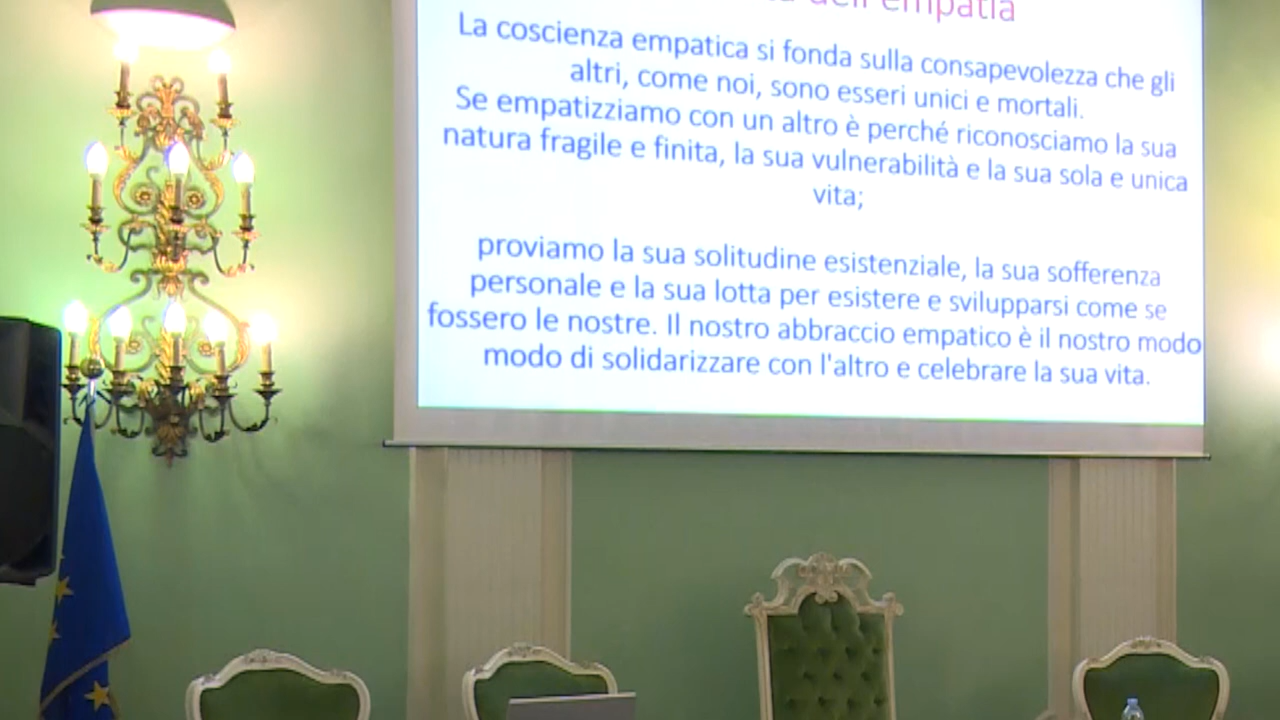 dell'empatia
La coscienza empatica si fonda sulla consapevolezza che gli
altri, come noi, sono esseri unici e mortali.
Se empatizziamo con un altro è perché riconosciamo la sua
natura fragile e finita, la sua vulnerabilità e la sua sola e unica
vita;
proviamo la sua solitudine esistenziale, la sua sofferenza
personale e la sua lotta per esistere e svilupparsi come se
fossero le nostre. Il nostro abbraccio empatico è il nostro modo
modo di solidarizzare con l'altro e celebrare la sua vita.